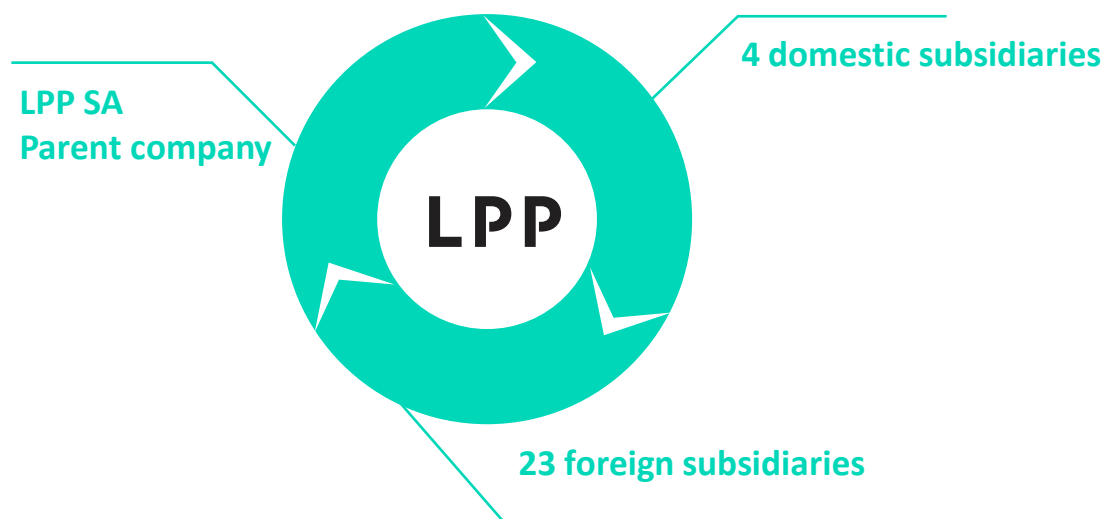 4 domestic subsidiaries
LPP SA
Parent company
LPP
23 foreign subsidiaries